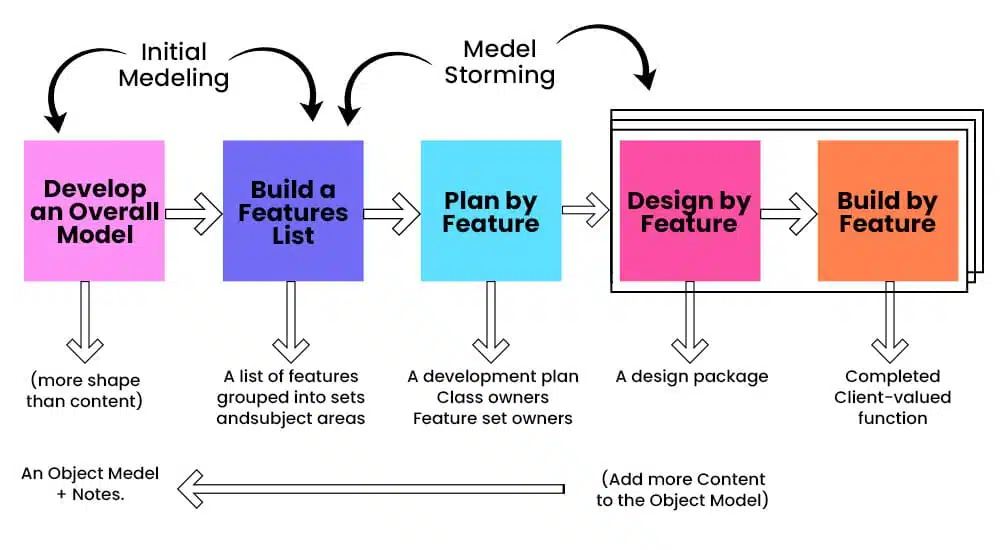 Initial
Medeling
Medel
Storming
Develop
an Overall
Model
Build a
Features
List
Plan by
Feature
Design by
Feature
Build by
Feature
(more shape
than content)
A list of features
grouped into sets
andsubject areas
A development plan
Class owners
Feature set owners
A design package
Completed
Client-valued
function
An Object Medel
+ Notes.
(Add more Content
to the Object Model)